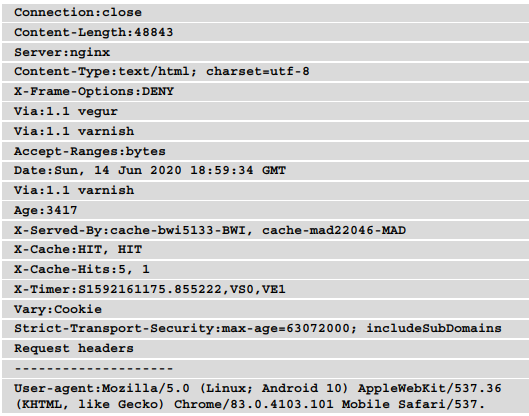 Connection:close
Content-Length:48843
Server:nginx
Content-Type:text/html; charset=utf-8
X-Frame-Options:DENY
Via:1.1 vegur
Via:1.1 varnish
Accept-Ranges:bytes
Date:Sun, 14 Jun 2020 18:59:34 GMT
Via:1.1 varnish
Age:3417
X-Served-By:cache-bwi5133-BWI, cache-mad22046-MAD
X-Cache:HIT, HIT
X-Cache-Hits:5, 1
X-Timer:S1592161175.855222,VS0,VE1
Vary:Cookie
Strict-Transport-Security:max-age=63072000; includeSubDomains
Request headers
--------------------
User-agent:Mozilla/5.0 (Linux; Android 10) AppleWebKit/537.36
(KHTML, like Gecko) Chrome/83.0.4103.101 Mobile Safari/537.